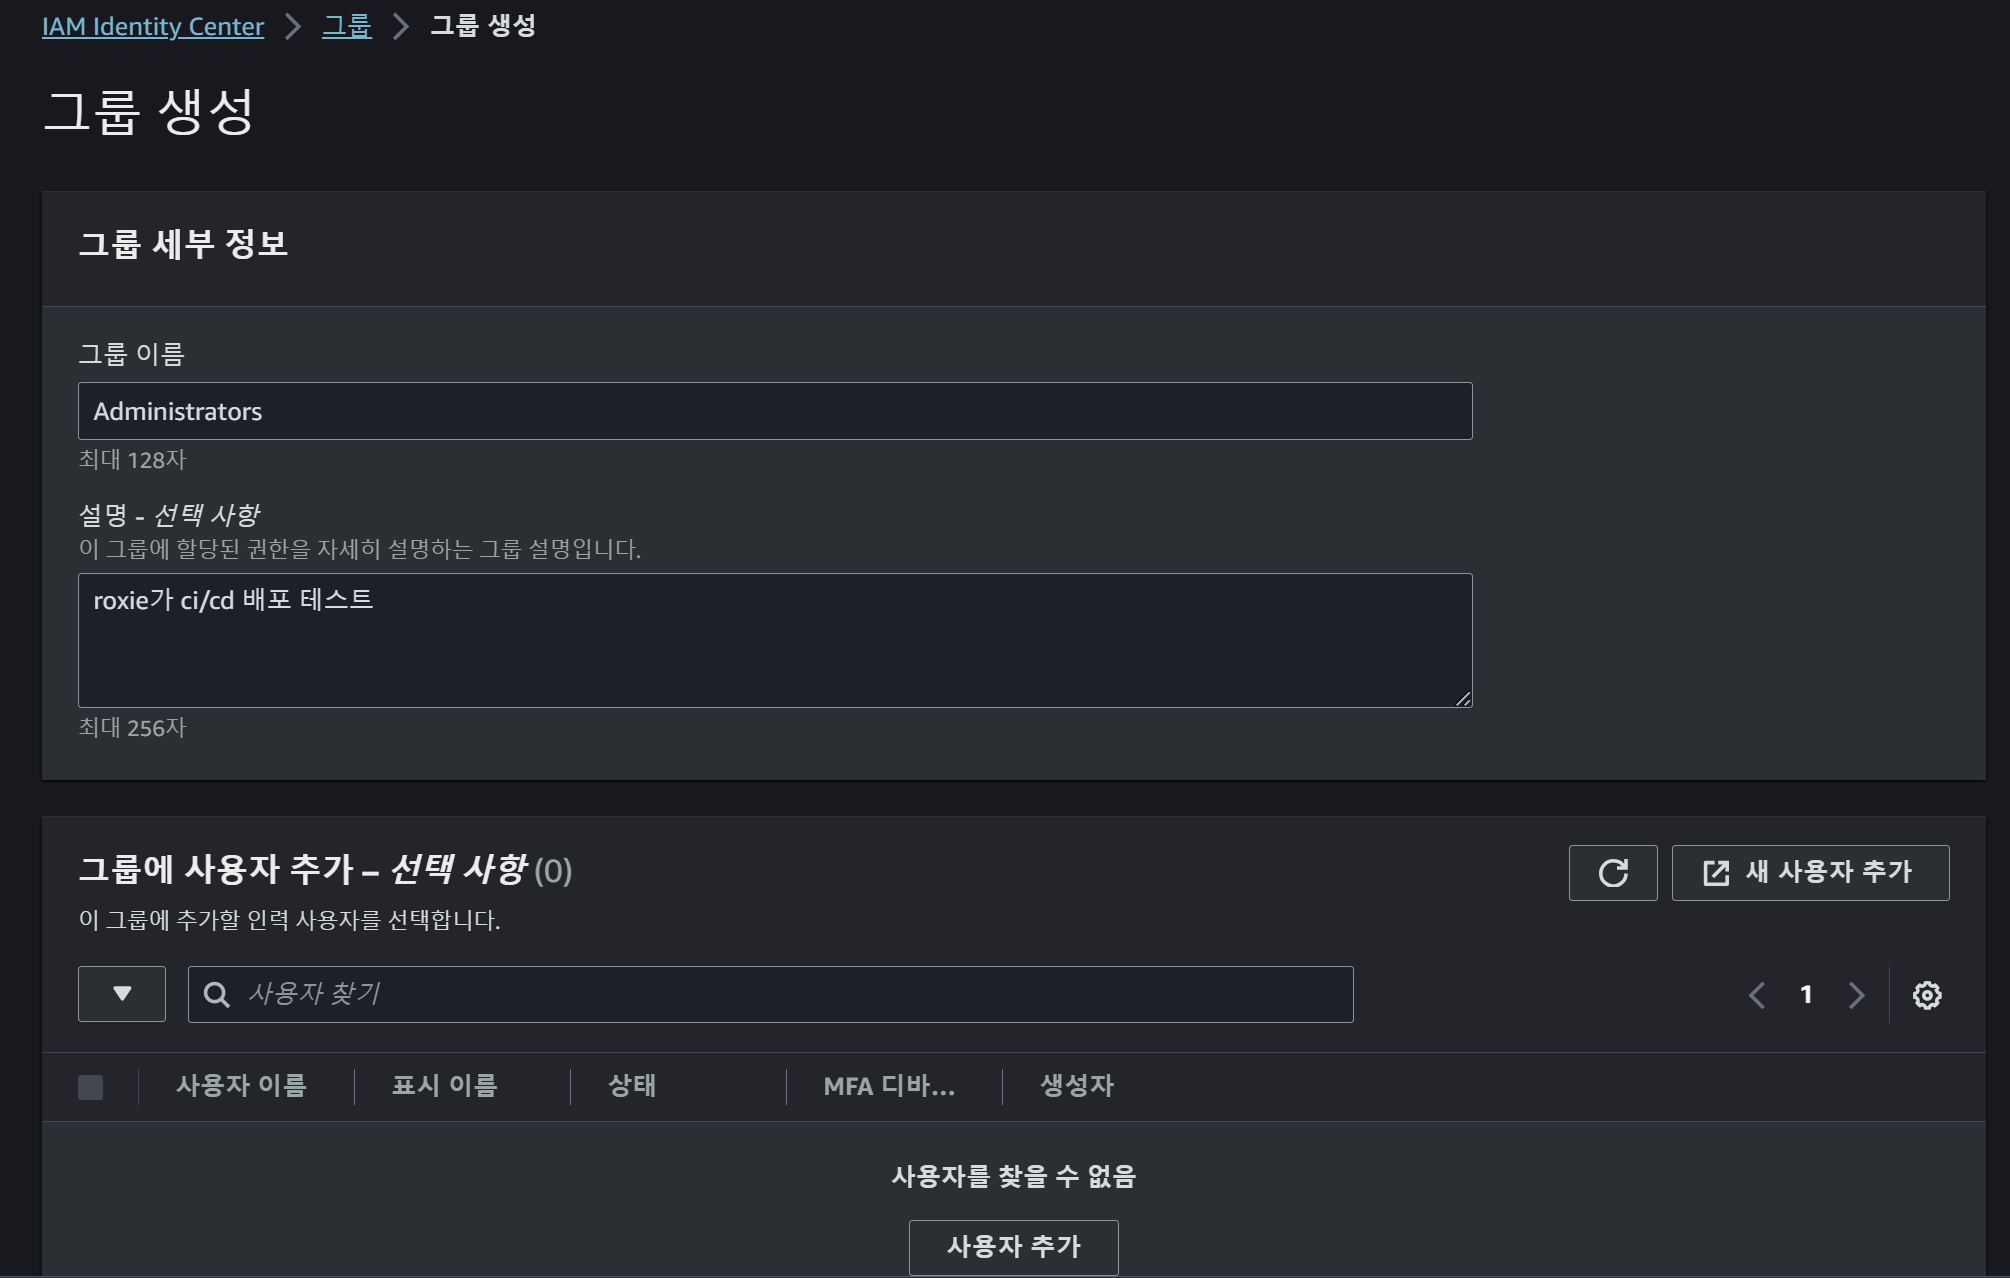 IAM Identity Center > 그룹 > 그룹 생성
그룹 생성
그룹 세부 정보
그룹 이름
Administrators
최대 128자
설명 - 선택 사항
이 그룹에 할당된 권한을 자세히 설명하는 그룹 설명입니다.
roxie가 ci/cd 배포 테스트
최대 256자
그룹에 사용자 추가 – 선택 사항 (0)
새 사용자 추가
이 그룹에 추가할 인력 사용자를 선택합니다.
사용자 찾기
1
사용자 이름 표시 이름 상태 MFA 디바... 생성자
사용자를 찾을 수 없음
사용자 추가